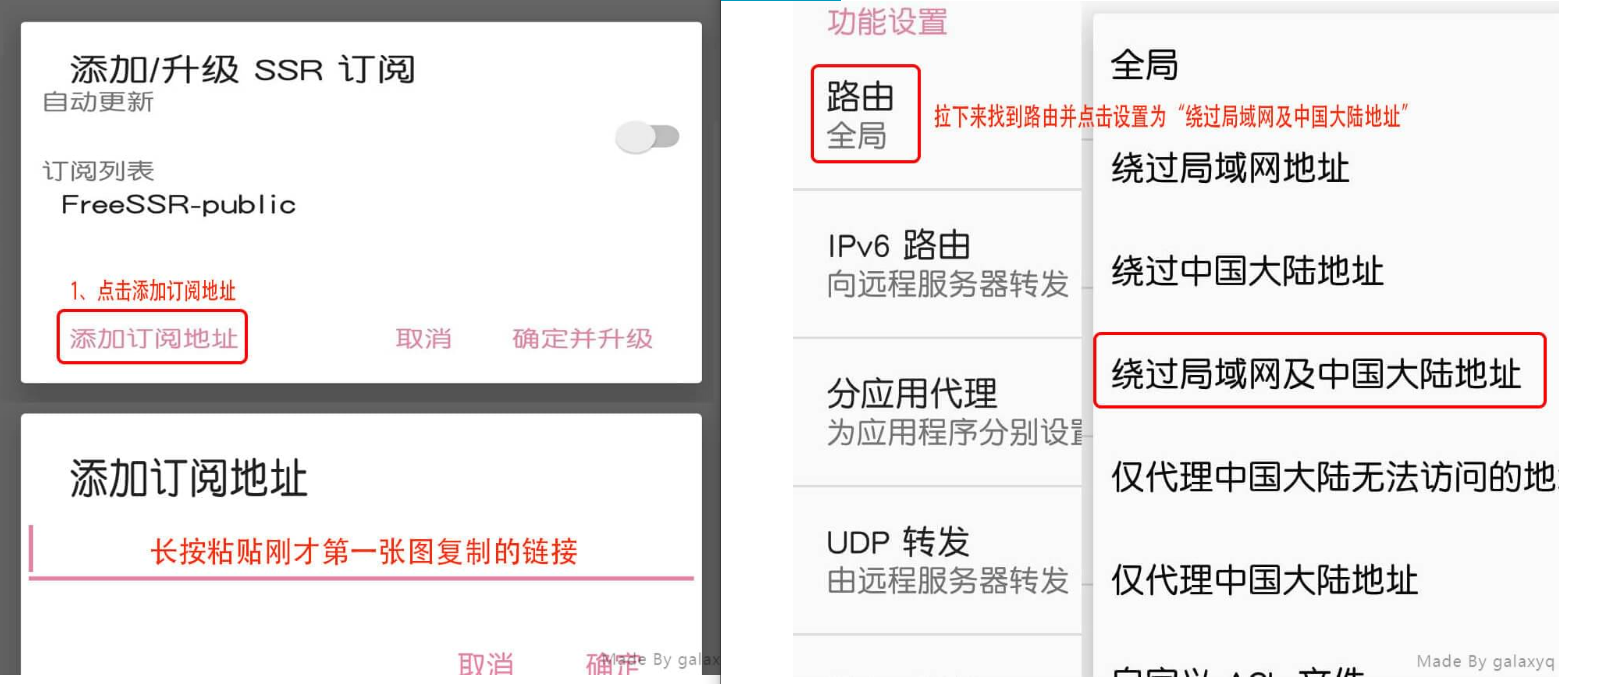 添加/升级 SSR 订阅
自动更新
订阅列表
FreeSSR-public
1、点击添加订阅地址
添加订阅地址
取消
确定并升级
添加订阅地址
长按粘贴刚才第一张图复制的链接
取消
确定
Made By galax
功能设置
路由
全局
拉下来找到路由并点击设置为“绕过局域网及中国大陆地址”
IPv6 路由
向远程服务器转发
分应用代理
为应用程序分别设置
UDP 转发
由远程服务器转发
全局
绕过局域网地址
绕过中国大陆地址
绕过局域网及中国大陆地址
仅代理中国大陆无法访问的地
仅代理中国大陆地址
自定义 ACL 文件
Made By galaxyq